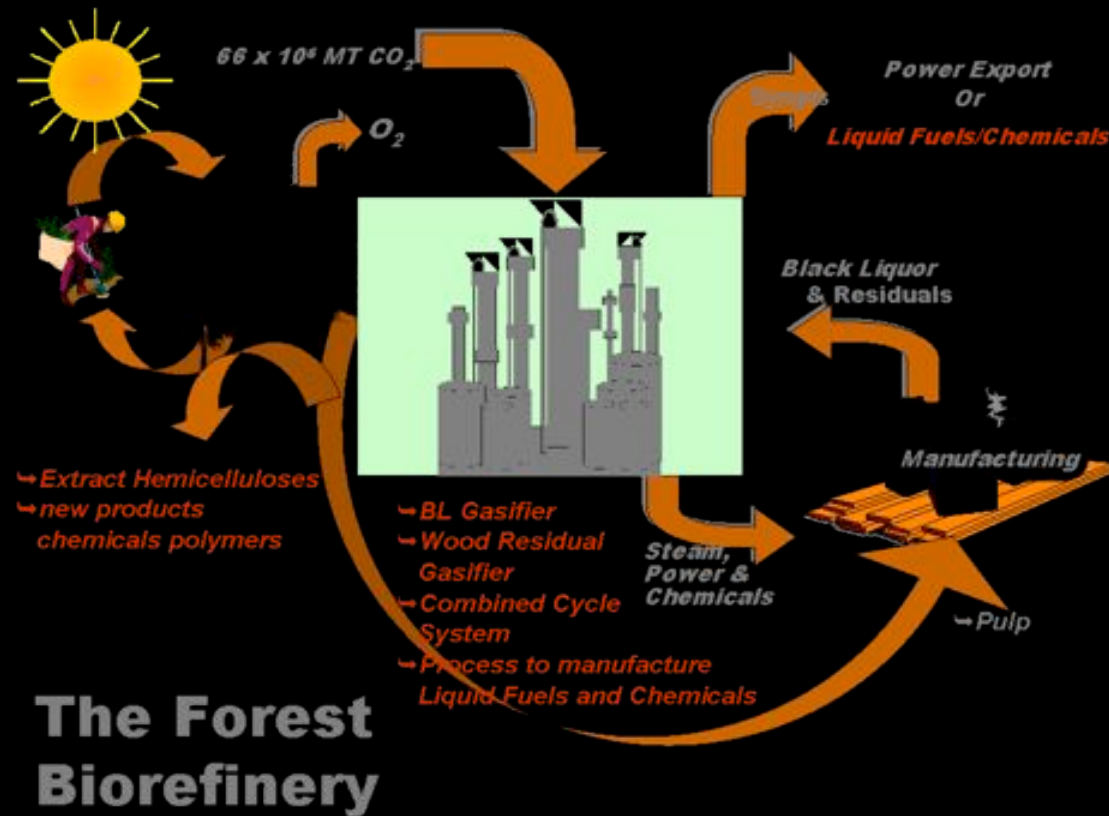 66 x 10⁶ MT CO₂
O₂
Power Export
Or
Liquid Fuels/Chemicals
Black Liquor
& Residuals
Manufacturing
↪Extract Hemicelluloses
↪new products
chemicals polymers
↪BL Gasifier
↪Wood Residual
Gasifier
↪Combined Cycle
System
↪Process to manufacture
Liquid Fuels and Chemicals
Steam,
Power &
Chemicals
↪Pulp
The Forest
Biorefinery